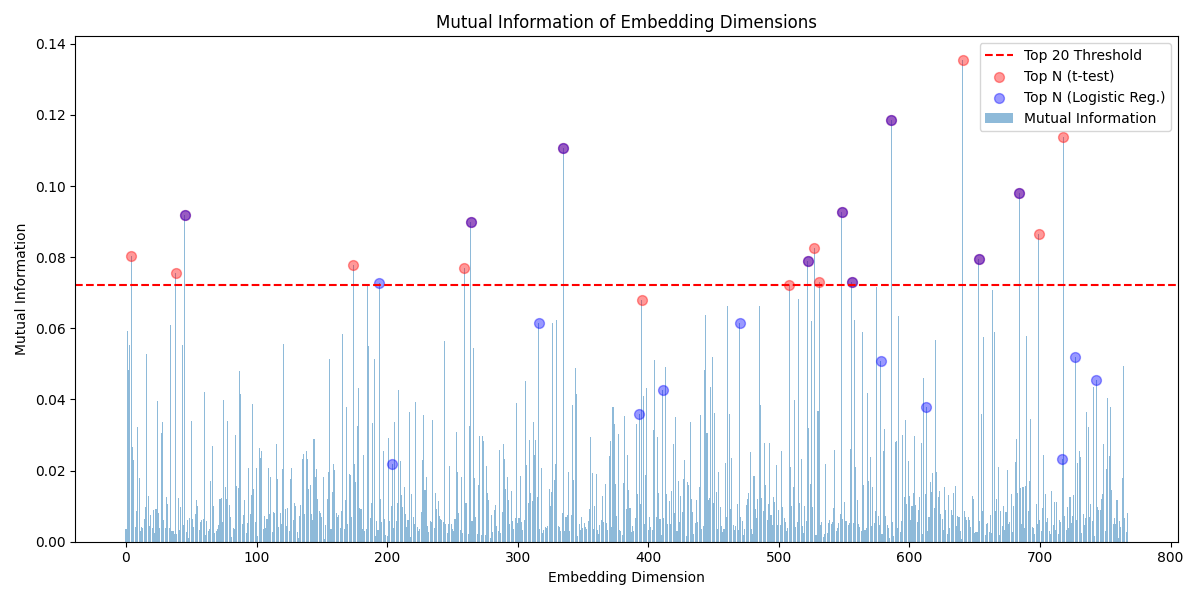 Mutual Information of Embedding Dimensions
0.14
0.12
0.10
0.08
0.06
0.04
0.02
0.00
Mutual Information
Top 20 Threshold
Top N (t-test)
Top N (Logistic Reg.)
Mutual Information
0 100 200 300 400 500 600 700 800
Embedding Dimension